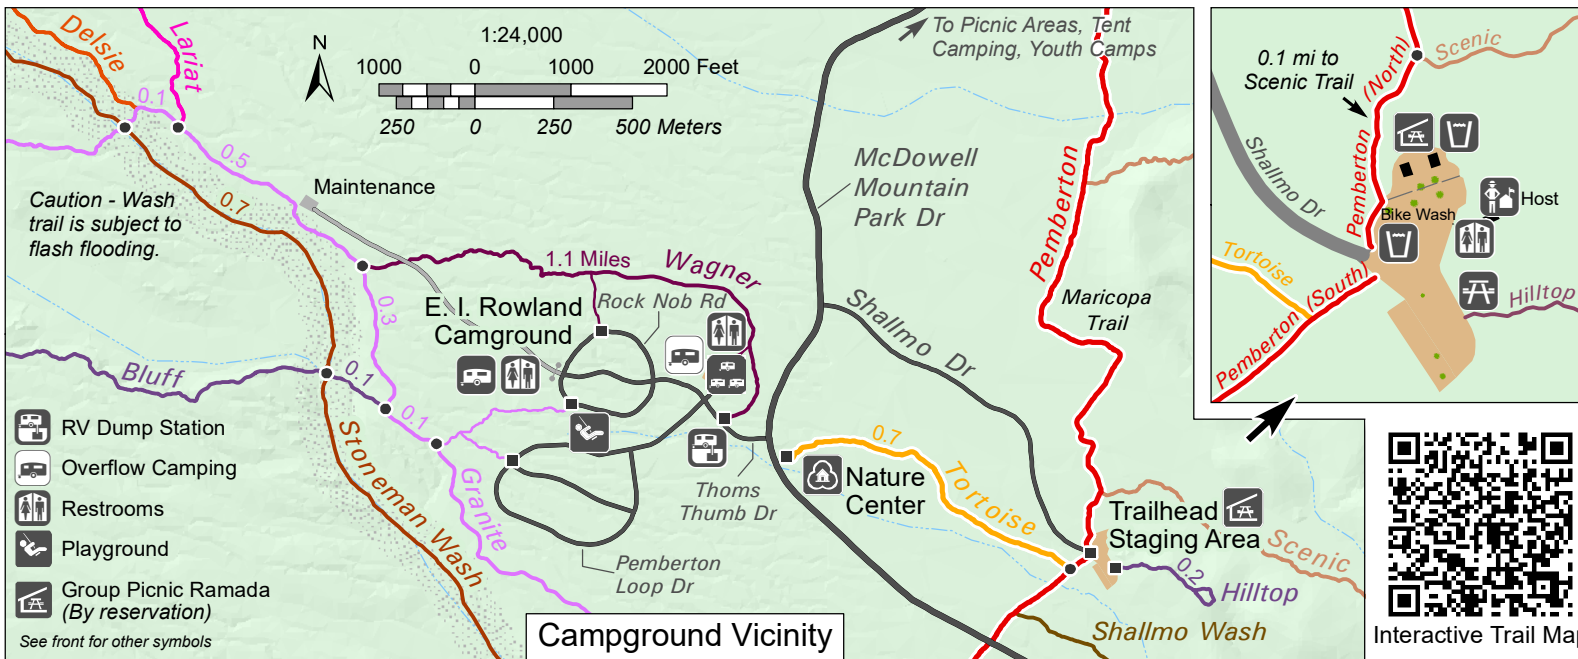 Delsie
Lariat
N
1:24,000
1000 0 1000 2000 Feet
250 0 250 500 Meters
To Picnic Areas, Tent
Camping, Youth Camps
0.1
0.5
0.7
Maintenance
Caution - Wash
trail is subject to
flash flooding.
McDowell
Mountain
Park Dr
Pemberton
1.1 Miles
Wagner
Rock Nob Rd
E. I. Rowland
Camground
0.3
Shallmo Dr
Maricopa
Trail
Bluff
0.1
0.1
RV Dump Station
Overflow Camping
Restrooms
Playground
Group Picnic Ramada
(By reservation)
See front for other symbols
Stoneman Wash
Granite
Thoms
Thumb Dr
Pemberton
Loop Dr
Nature
Center
0.7
Tortoise
Trailhead
Staging Area
Scenic
0.2
Hilltop
Shallmo Wash
Campground Vicinity
0.1 mi to
Scenic Trail
(North)
Scenic
Shallmo Dr
Pemberton
Bike Wash
Host
Tortoise
Pemberton (South)
Hilltop
Interactive Trail Map